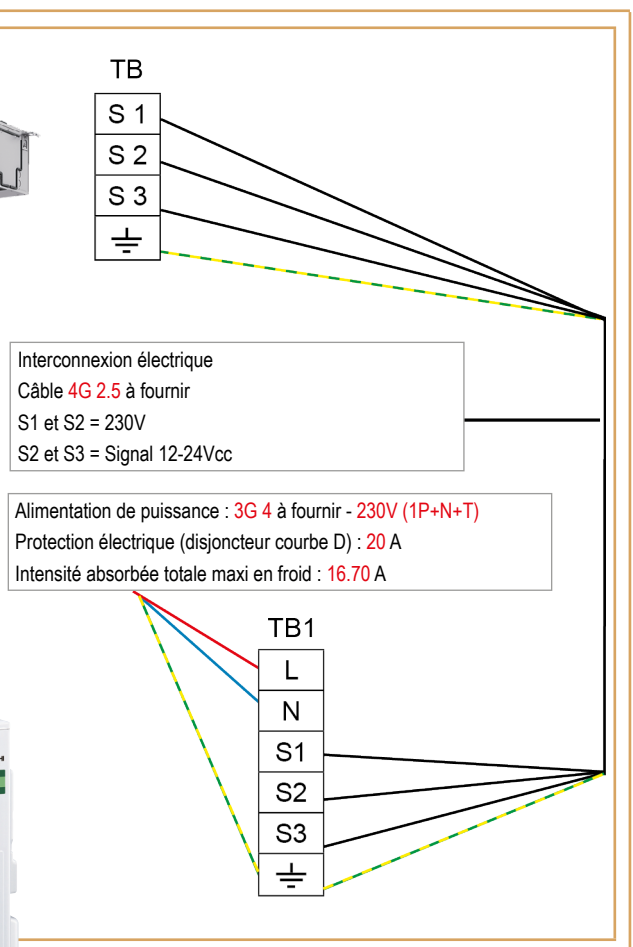 TB
S 1
S 2
S 3
Interconnexion électrique
Câble 4G 2.5 à fournir
S1 et S2 = 230V
S2 et S3 = Signal 12-24Vcc
Alimentation de puissance : 3G 4 à fournir - 230V (1P+N+T)
Protection électrique (disjoncteur courbe D) : 20 A
Intensité absorbée totale maxi en froid : 16.70 A
TB1
L
N
S1
S2
S3